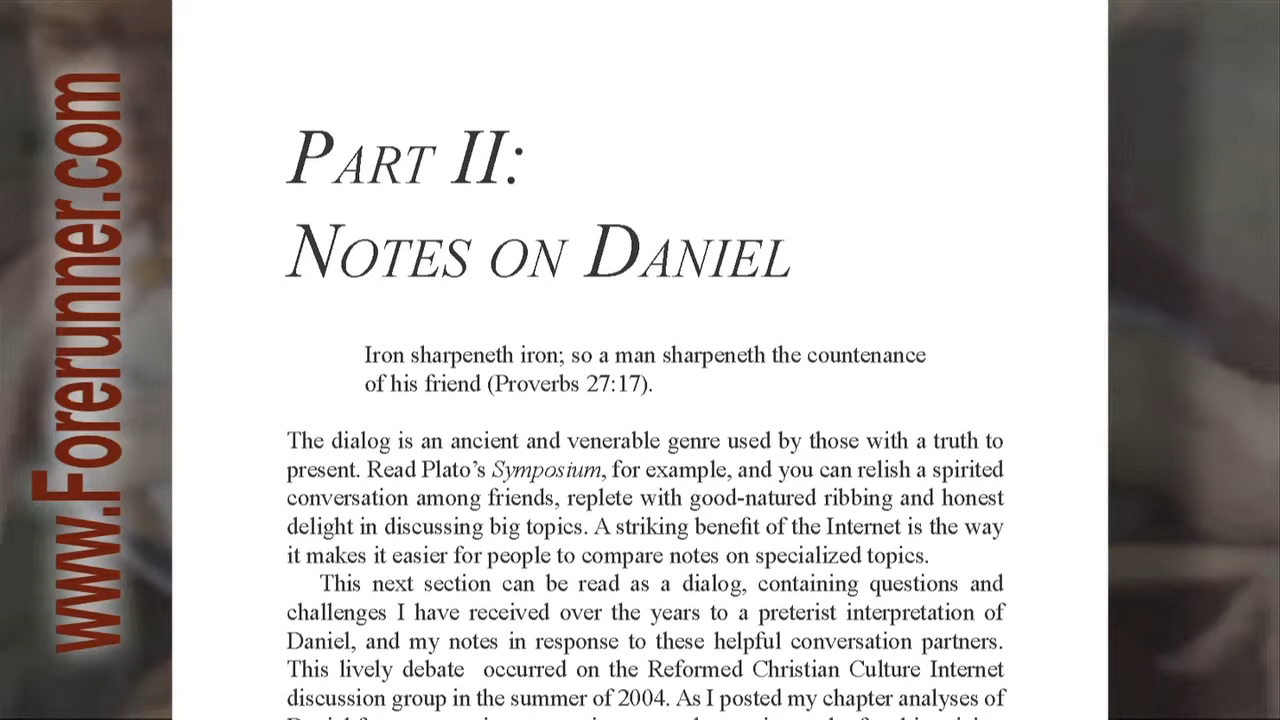 www.Forerunner.com
PART II:
NOTES ON DANIEL
Iron sharpeneth iron; so a man sharpeneth the countenance
of his friend (Proverbs 27:17).
The dialog is an ancient and venerable genre used by those with a truth to
present. Read Plato’s Symposium, for example, and you can relish a spirited
conversation among friends, replete with good-natured ribbing and honest
delight in discussing big topics. A striking benefit of the Internet is the way
it makes it easier for people to compare notes on specialized topics.
This next section can be read as a dialog, containing questions and
challenges I have received over the years to a preterist interpretation of
Daniel, and my notes in response to these helpful conversation partners.
This lively debate  occurred on the Reformed Christian Culture Internet
discussion group in the summer of 2004. As I posted my chapter analyses of